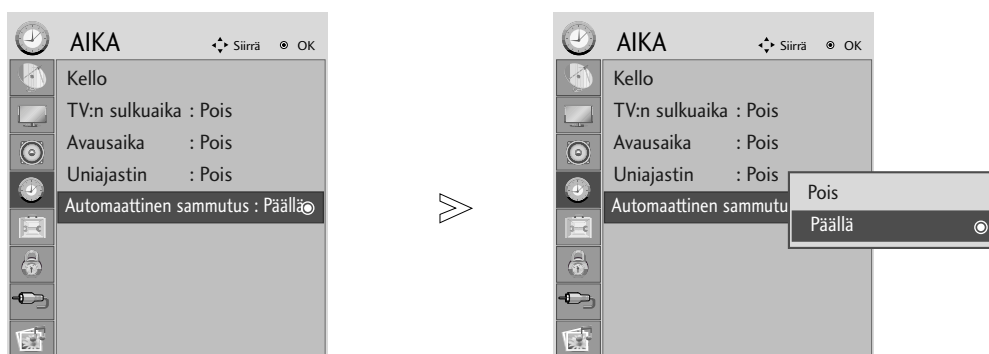 AIKA Siirrä OK
Kello
TV:n sulkuaika : Pois
Avausaika : Pois
Uniajastin : Pois
Automaattinen sammutus : Päällä
AIKA Siirrä OK
Kello
TV:n sulkuaika : Pois
Avausaika : Pois
Uniajastin : Pois
Automaattinen sammutu
Pois
Päällä